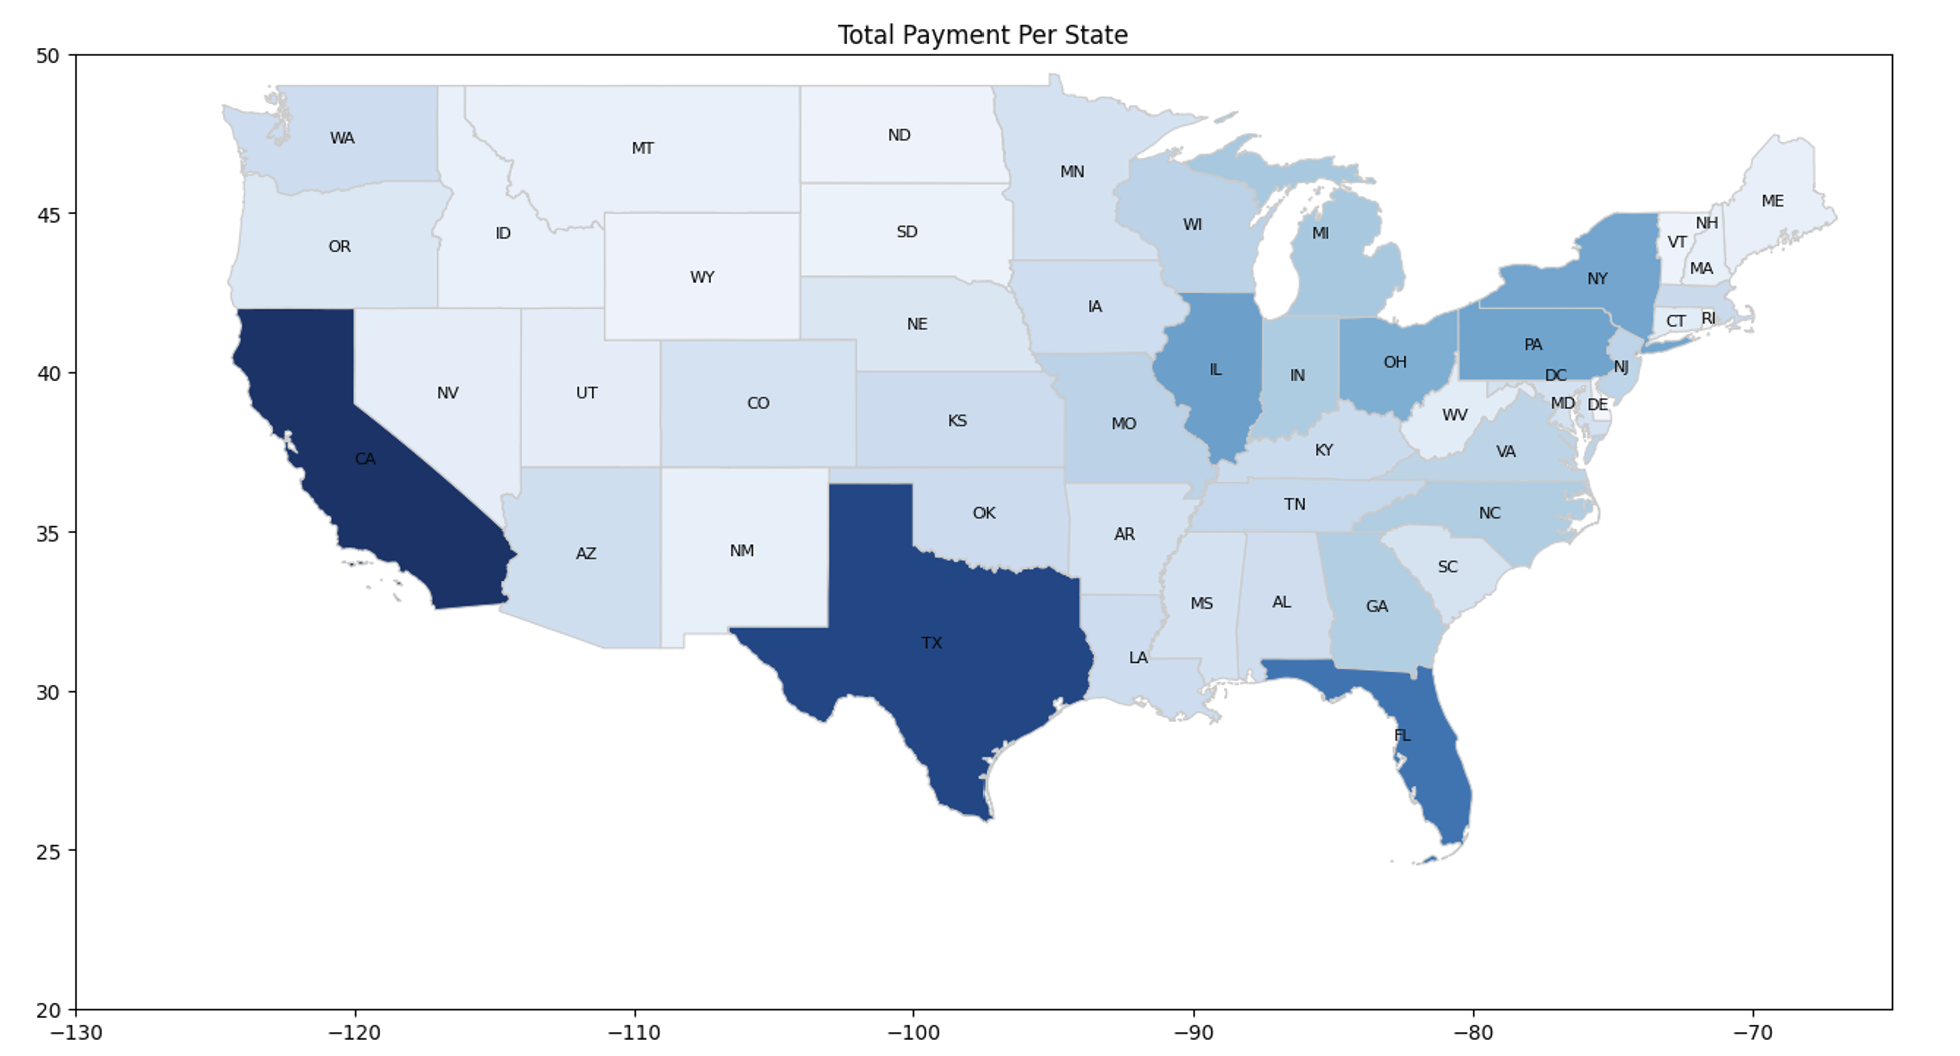 Total Payment Per State
50
45
40
35
30
25
20
−130
−120
−110
−100
−90
−80
−70
WA
MT
ND
MN
ME
OR
ID
SD
WI
MI
NH
VT
WY
MA
NY
NE
IA
CT
RI
NV
UT
CO
KS
MO
IL
IN
OH
PA
NJ
DC
MD
DE
WV
CA
KY
VA
AZ
NM
OK
AR
TN
NC
SC
TX
LA
MS
AL
GA
FL